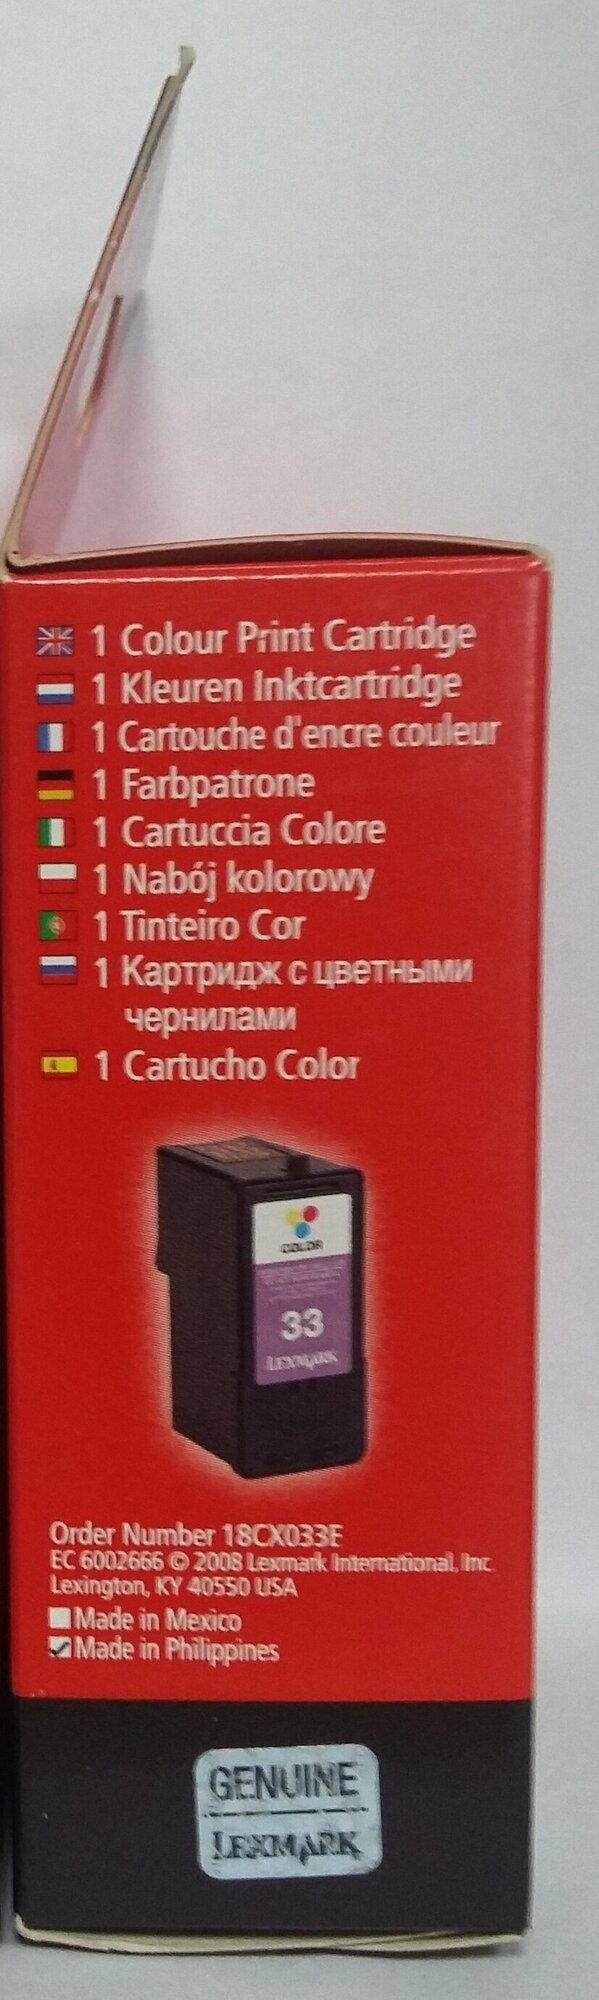 1 Colour Print Cartridge
1 Kleuren Inktcartridge
1 Cartouche d'encre couleur
1 Farbpatrone
1 Cartuccia Colore
1 Nabój kolorowy
1 Tinteiro Cor
1 Картридж с цветными
чернилами
1 Cartucho Color
COLOR
33
LEXMARK
Order Number 18CX033E
EC 6002666 © 2008 Lexmark International, Inc
Lexington, KY 40550 USA
Made in Mexico
Made in Philippines
GENUINE
LEXMARK